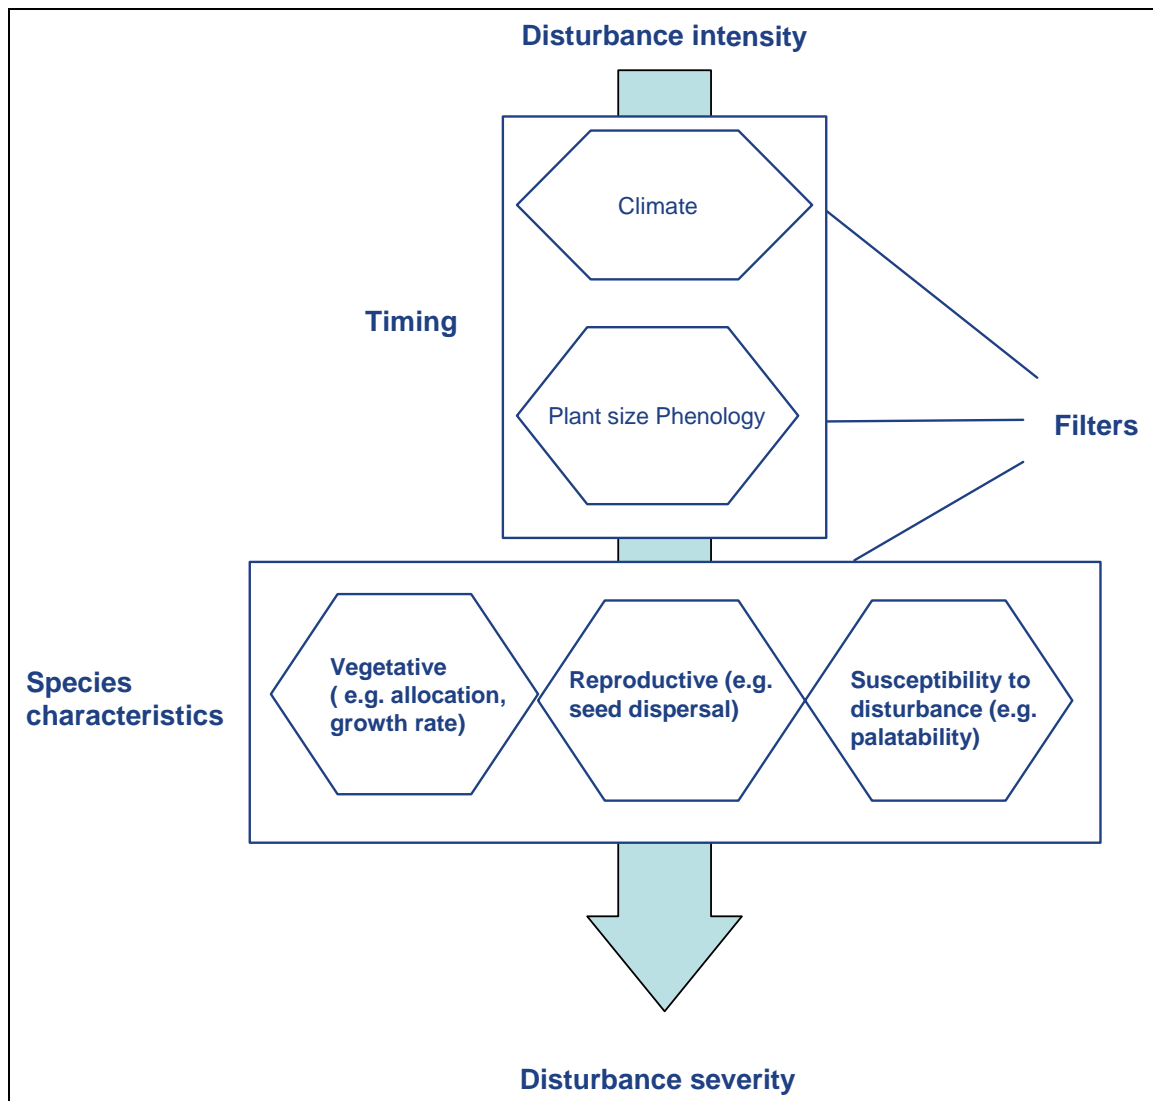 Disturbance intensity
Climate
Timing
Plant size Phenology
Filters
Species
characteristics
Vegetative
( e.g. allocation,
growth rate)
Reproductive (e.g.
seed dispersal)
Susceptibility to
disturbance (e.g.
palatability)
Disturbance severity